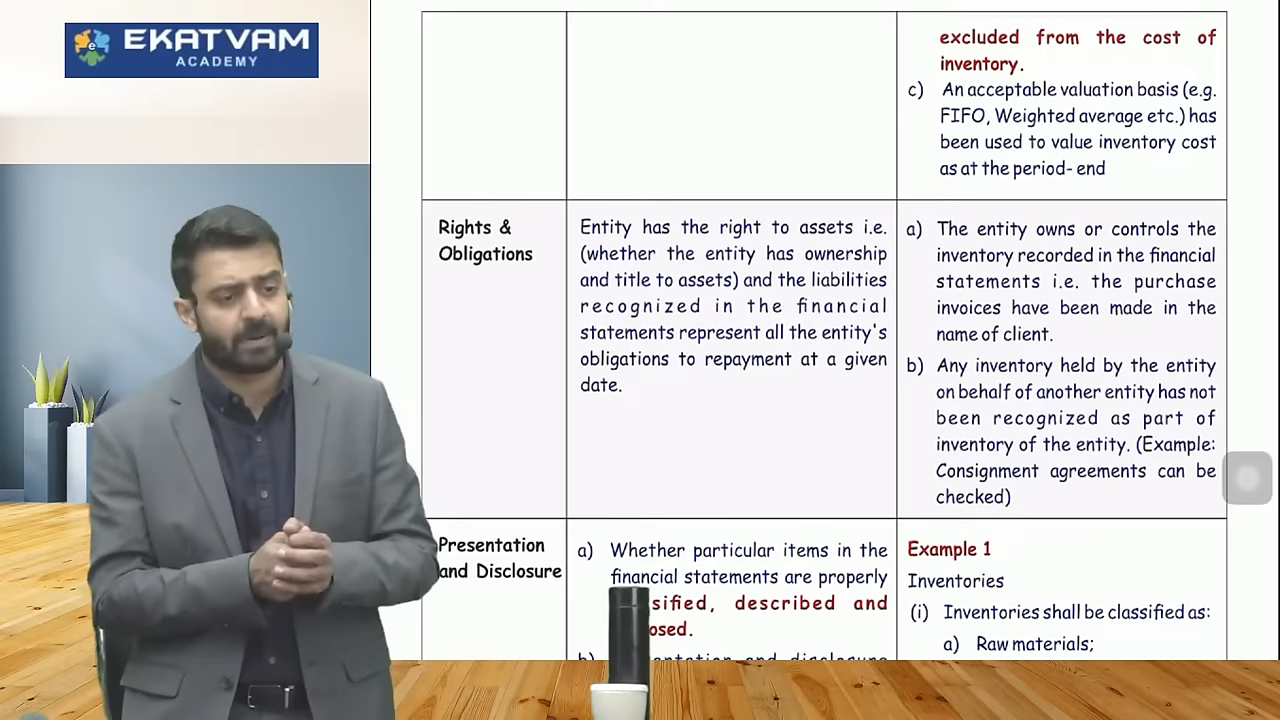 EKATVAM
ACADEMY
excluded from the cost of
inventory.
c) An acceptable valuation basis (e.g.
FIFO, Weighted average etc.) has
been used to value inventory cost
as at the period- end
Rights &
Obligations
Entity has the right to assets i.e.
(whether the entity has ownership
and title to assets) and the liabilities
recognized in the financial
statements represent all the entity's
obligations to repayment at a given
date.
a) The entity owns or controls the
inventory recorded in the financial
statements i.e. the purchase
invoices have been made in the
name of client.
b) Any inventory held by the entity
on behalf of another entity has not
been recognized as part of
inventory of the entity. (Example:
Consignment agreements can be
checked)
Presentation
and Disclosure
a) Whether particular items in the
financial statements are properly
sified, described and
osed.
Example 1
Inventories
(i) Inventories shall be classified as:
a) Raw materials;